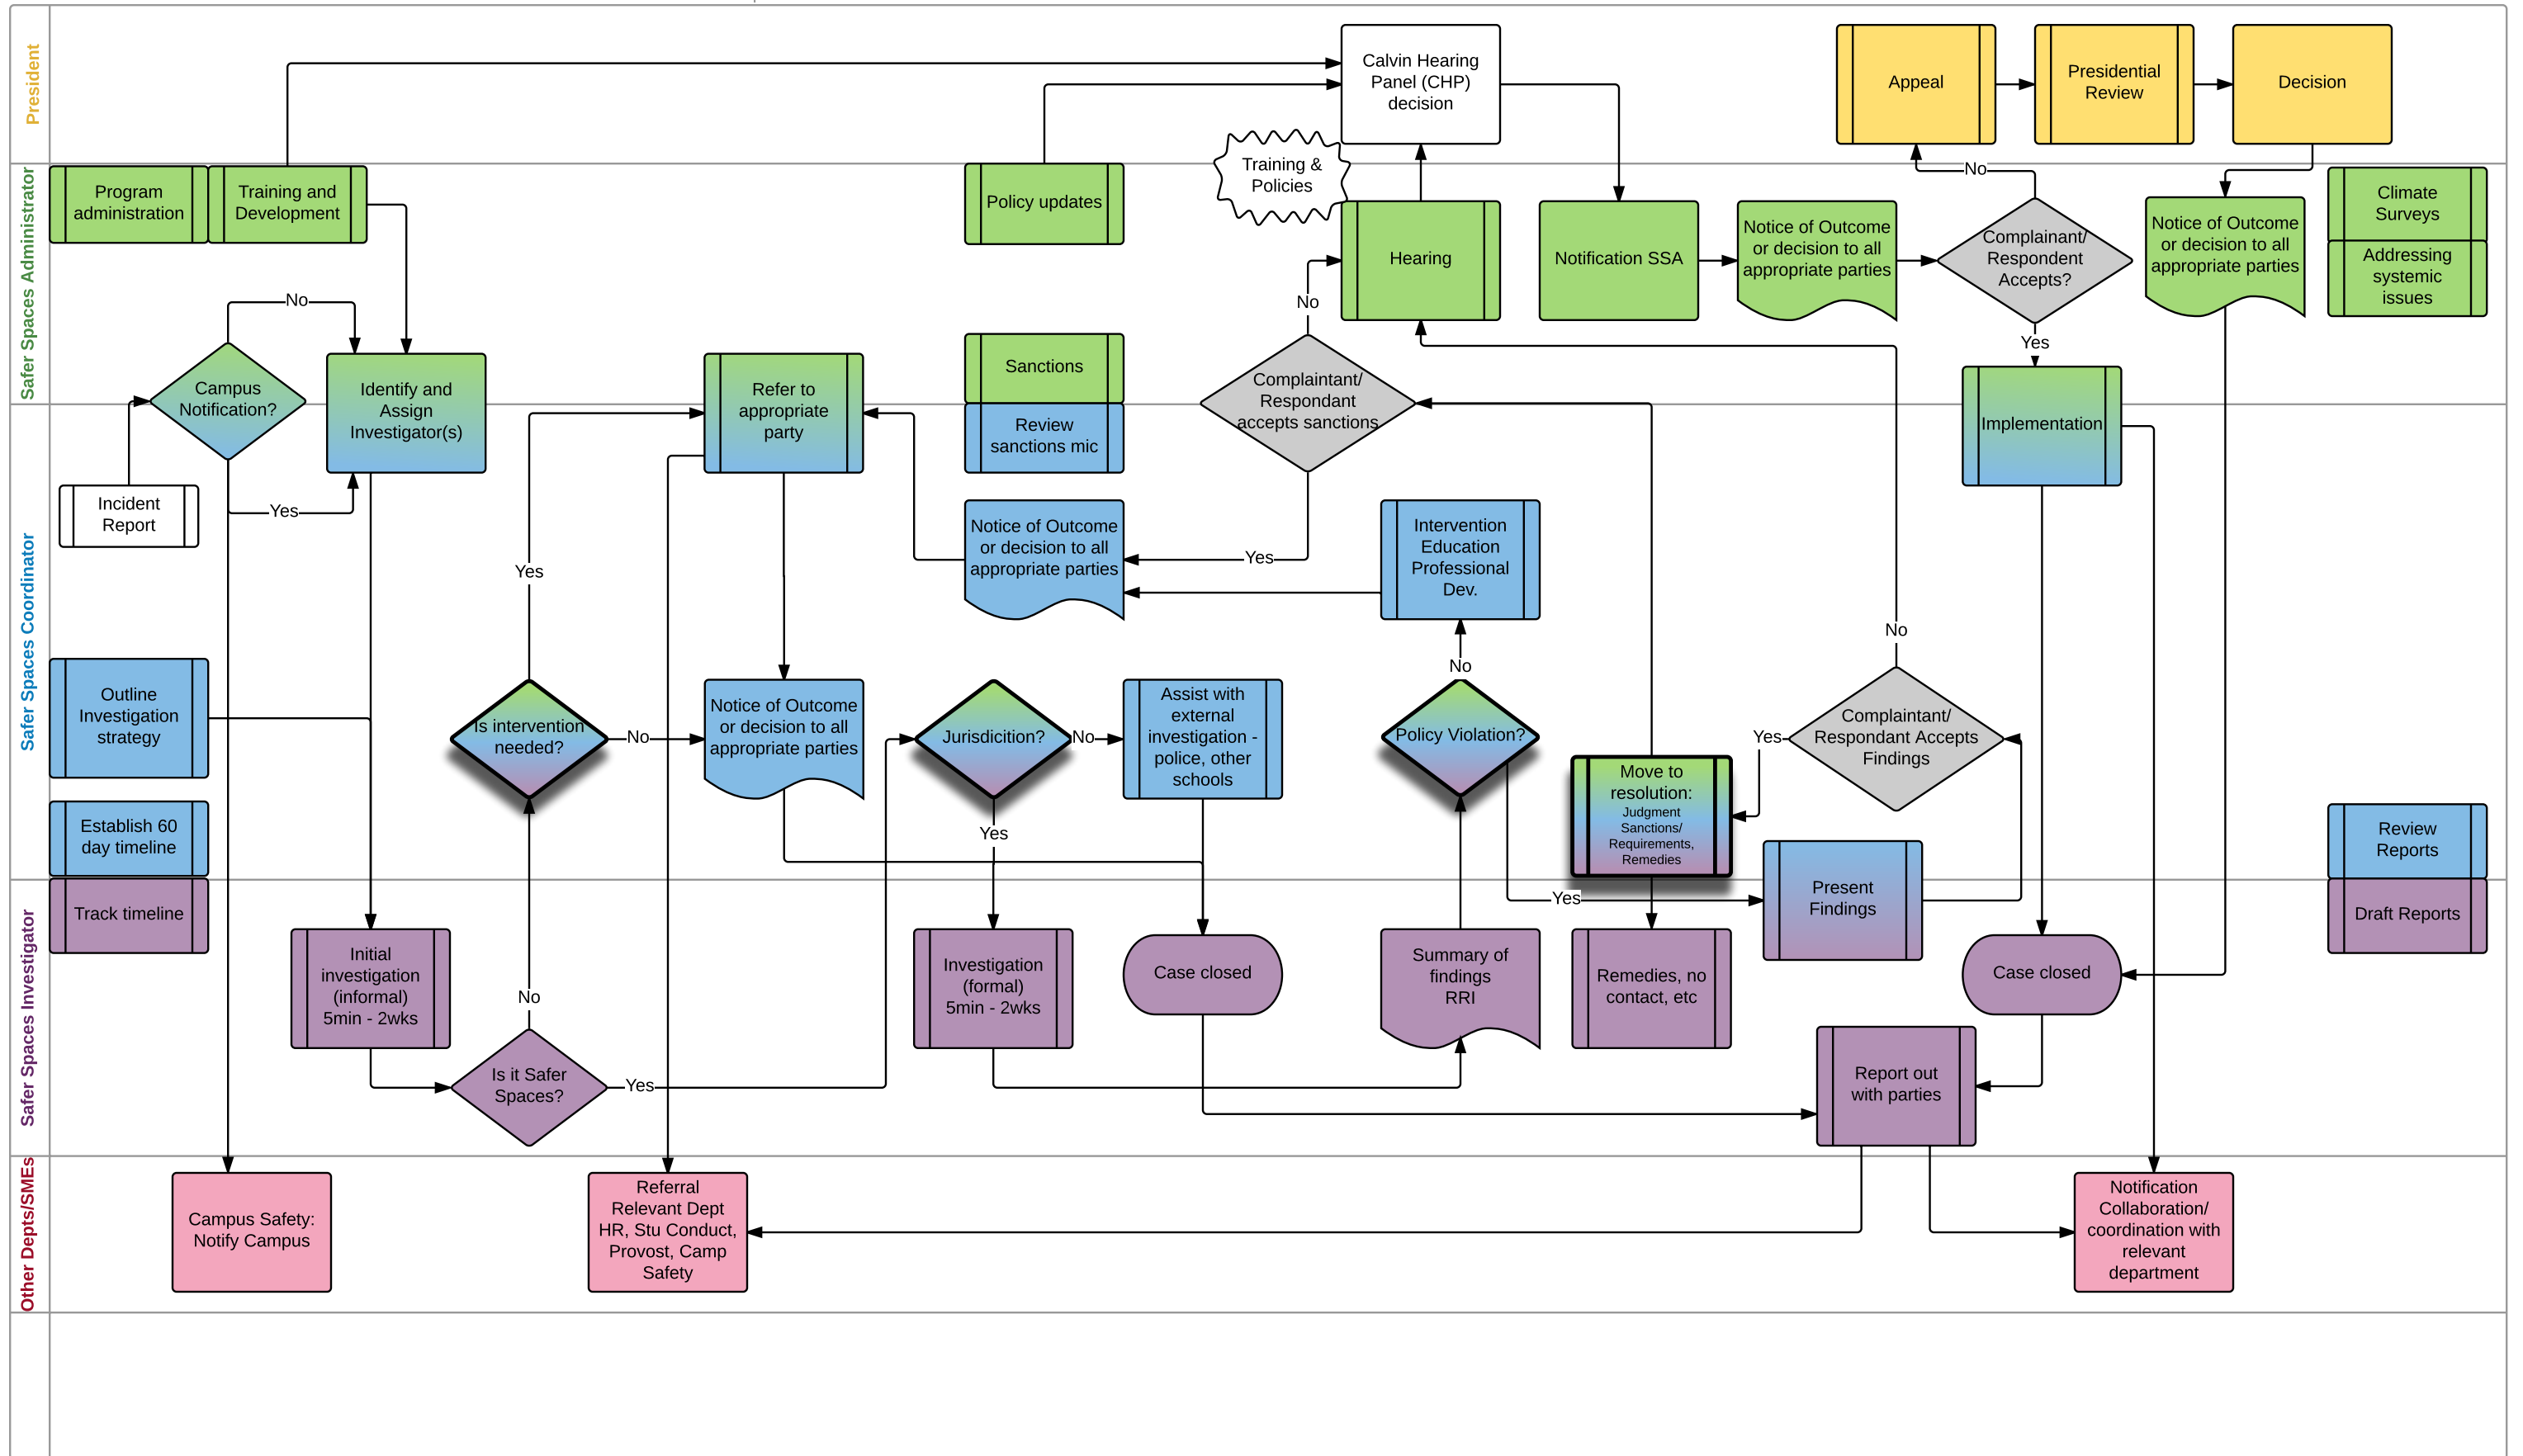 President
Calvin Hearing
Panel (CHP)
decision
Appeal
Presidential
Review
Decision
Safer Spaces Administrator
Program
administration
Training and
Development
Policy updates
Training &
Policies
Hearing
Notification SSA
Notice of Outcome
or decision to all
appropriate parties
No
Complainant/
Respondent
Accepts?
Yes
Notice of Outcome
or decision to all
appropriate parties
Climate
Surveys
Addressing
systemic
issues
No
Campus
Notification?
Yes
Identify and
Assign
Investigator(s)
Refer to
appropriate
party
Sanctions
Review
sanctions mic
No
Complaintant/
Respondant
accepts sanctions
Yes
Implementation
Safer Spaces Coordinator
Incident
Report
Yes
Notice of Outcome
or decision to all
appropriate parties
Intervention
Education
Professional
Dev.
No
No
Outline
Investigation
strategy
Is intervention
needed?
No
Notice of Outcome
or decision to all
appropriate parties
Jurisdicition?
No
Yes
Assist with
external
investigation -
police, other
schools
Policy Violation?
Yes
Move to
resolution:
Judgment
Sanctions/
Requirements,
Remedies
Yes
Complaintant/
Respondant Accepts
Findings
Establish 60
day timeline
Review
Reports
Safer Spaces Investigator
Track timeline
Present
Findings
Draft Reports
Initial
investigation
(informal)
5min - 2wks
No
Is it Safer
Spaces?
Yes
Investigation
(formal)
5min - 2wks
Case closed
Summary of
findings
RRI
Remedies, no
contact, etc
Case closed
Report out
with parties
Other Depts/SMEs
Campus Safety:
Notify Campus
Referral
Relevant Dept
HR, Stu Conduct,
Provost, Camp
Safety
Notification
Collaboration/
coordination with
relevant
department